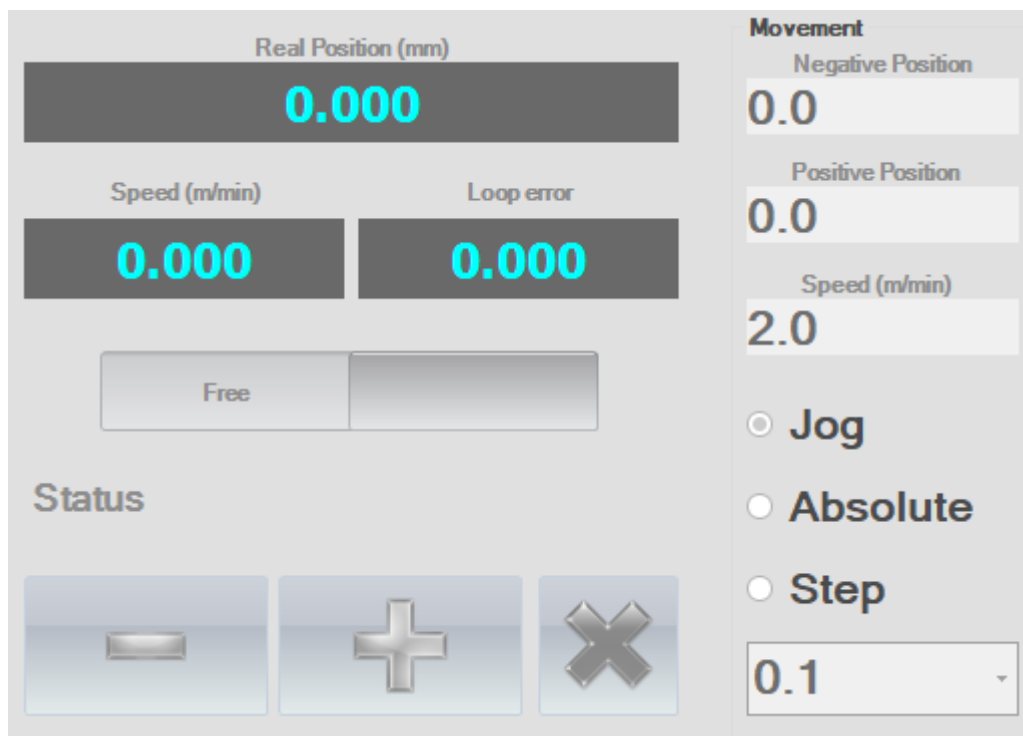 Real Position (mm)
0.000
Speed (m/min)
Loop error
0.000
0.000
Free
Status
Movement
Negative Position
0.0
Positive Position
0.0
Speed (m/min)
2.0
Jog
Absolute
Step
0.1